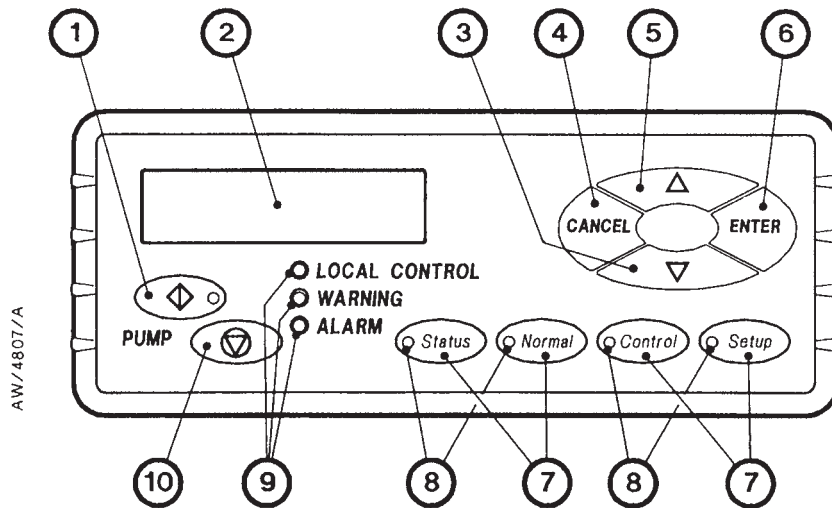 1 2 3 4 5 6
CANCEL ENTER
LOCAL CONTROL
WARNING
ALARM
PUMP
Status Normal Control Setup
10 9 8 7 8 7
AW/4807/A